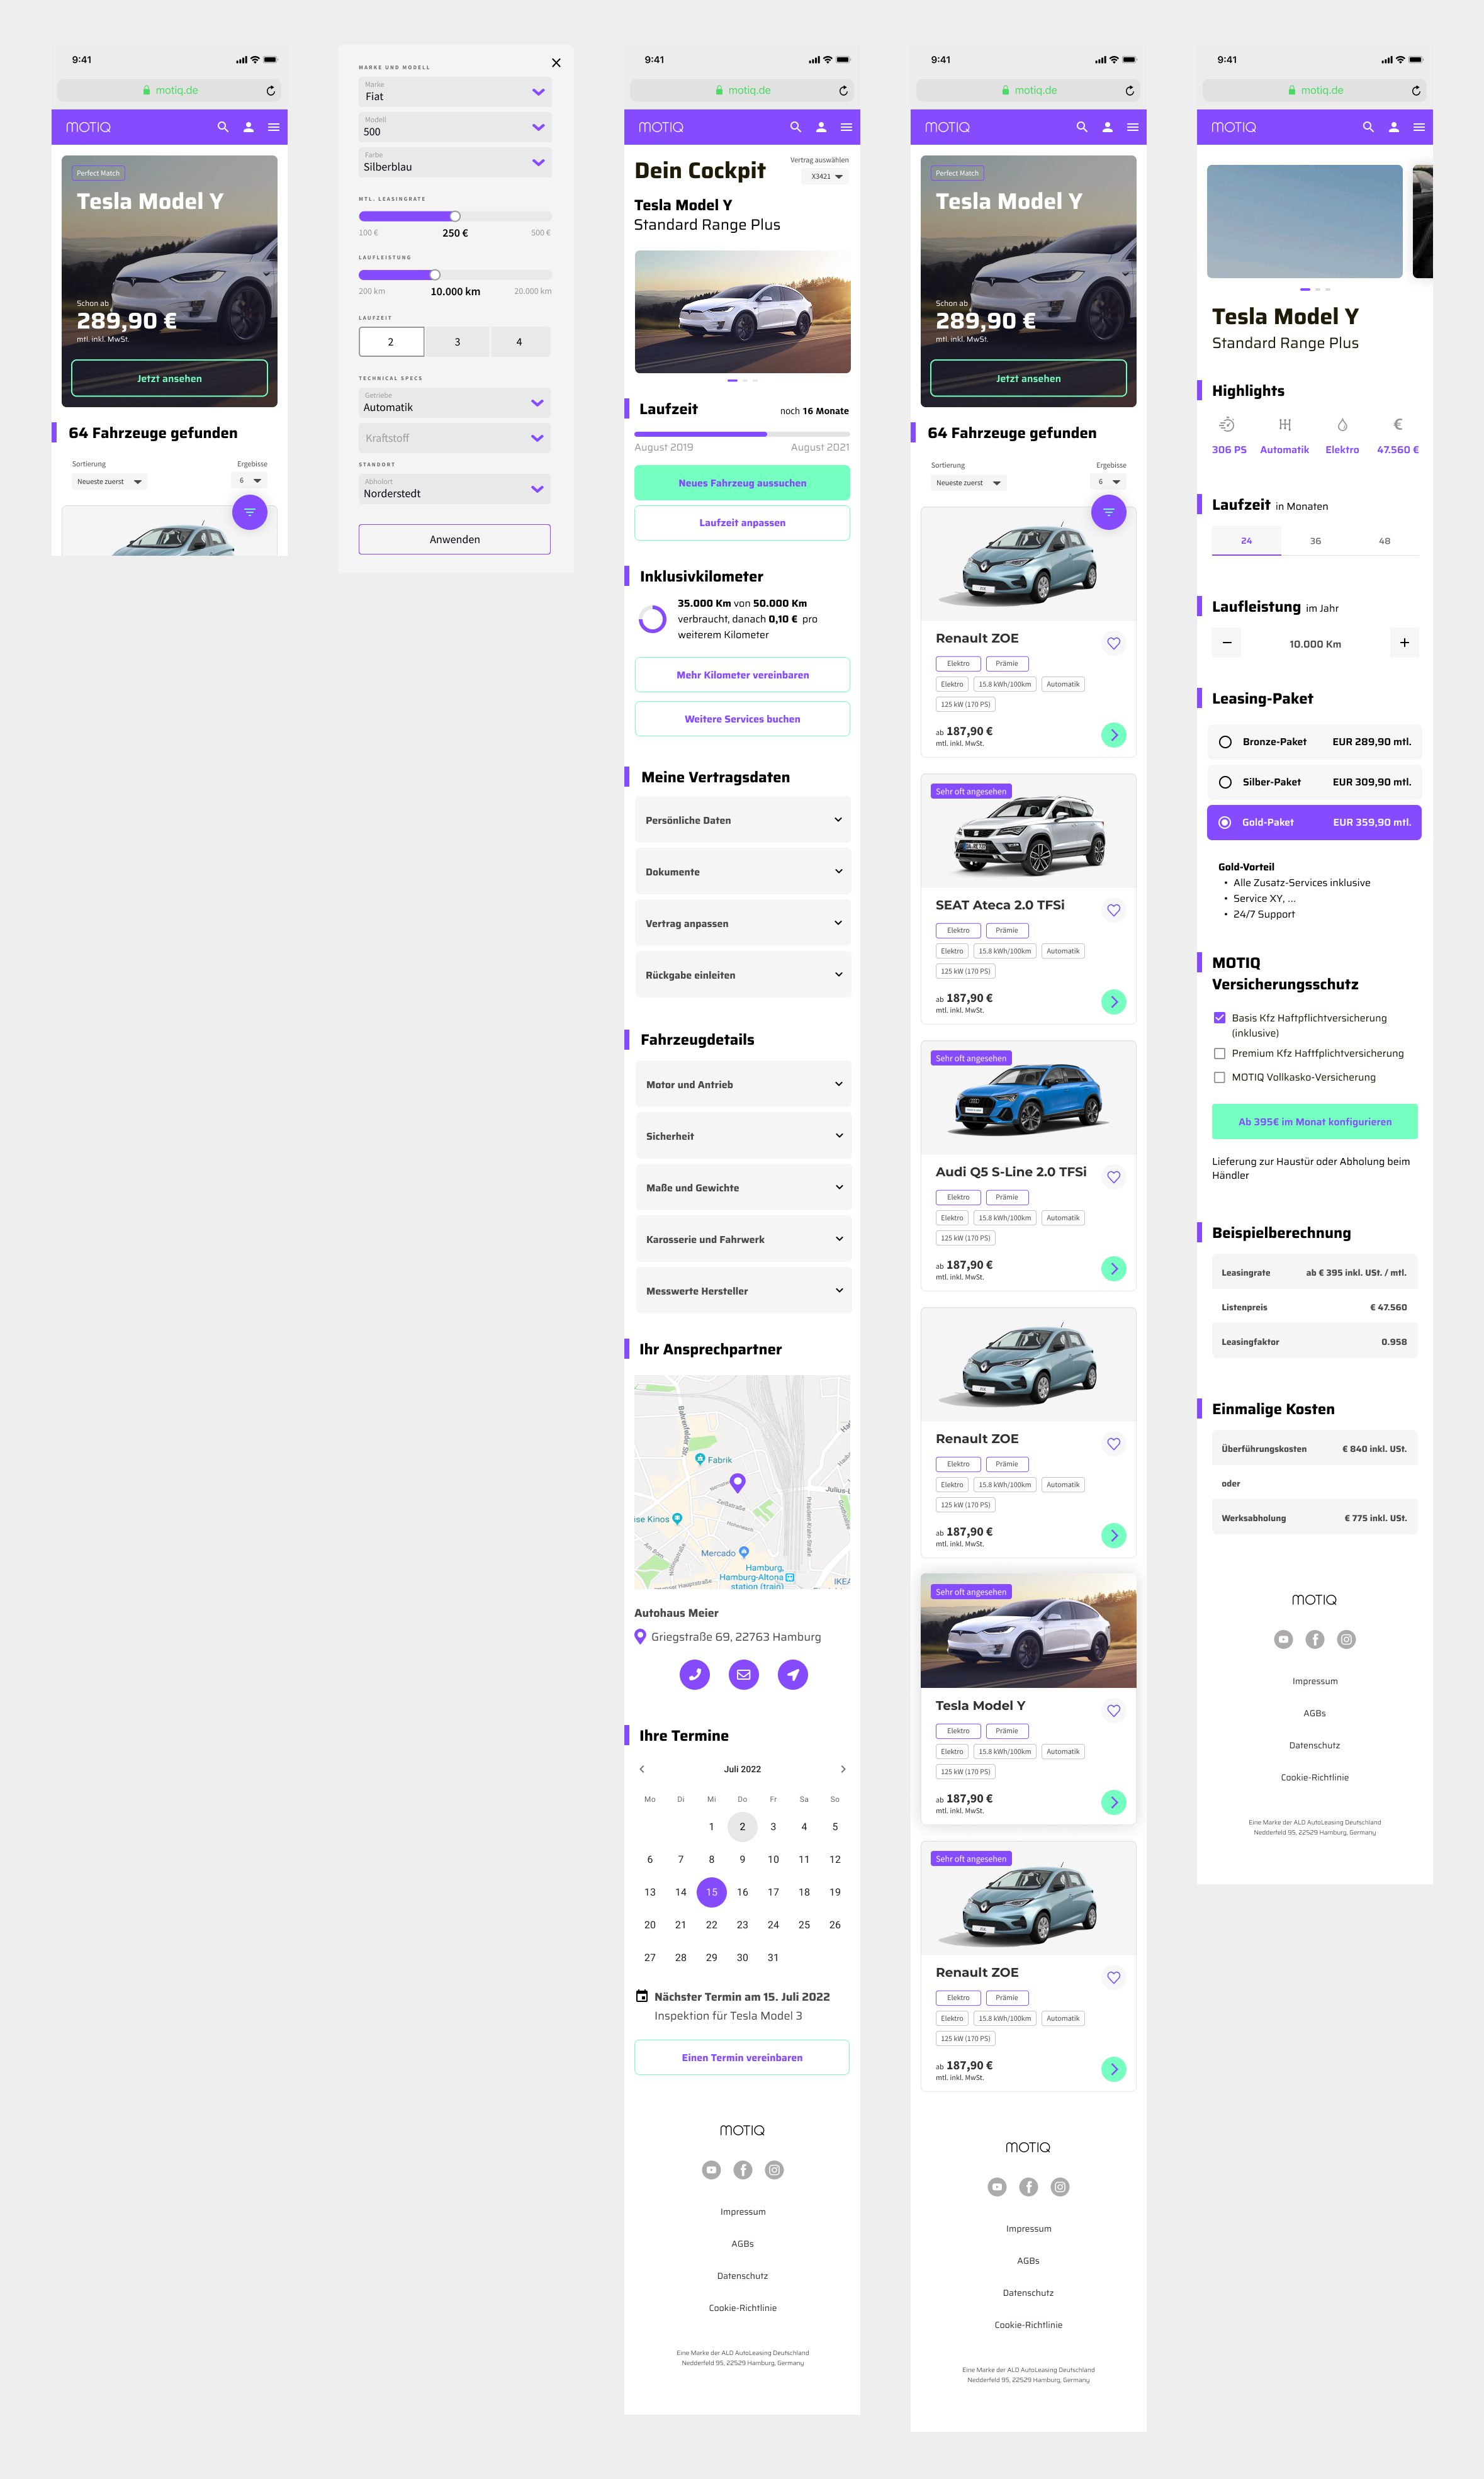 9:41
motiq.de
MOTIQ
Perfect Match
Tesla Model Y
Schon ab
289,90 €
mtl. inkl. MwSt.
Jetzt ansehen
64 Fahrzeuge gefunden
Sortierung
Ergebisse
Neueste zuerst
6
MARKE UND MODELL
Marke
Fiat
Modell
500
Farbe
Silberblau
MTL. LEASINGRATE
100 € 250 € 500 €
LAUFLEISTUNG
200 km 10.000 km 20.000 km
LAUFZEIT
2 3 4
TECHNICAL SPECS
Getriebe
Automatik
Kraftstoff
STANDORT
Abholort
Norderstedt
Anwenden
9:41
motiq.de
MOTIQ
Dein Cockpit
Vertrag auswählen
X3421
Tesla Model Y
Standard Range Plus
Laufzeit
noch 16 Monate
August 2019 August 2021
Neues Fahrzeug aussuchen
Laufzeit anpassen
Inklusivkilometer
35.000 Km von 50.000 Km
verbraucht, danach 0,10 € pro
weiterem Kilometer
Mehr Kilometer vereinbaren
Weitere Services buchen
Meine Vertragsdaten
Persönliche Daten
Dokumente
Vertrag anpassen
Rückgabe einleiten
Fahrzeugdetails
Motor und Antrieb
Sicherheit
Maße und Gewichte
Karosserie und Fahrwerk
Messwerte Hersteller
Ihr Ansprechpartner
Bahrenfelder Str.
Fabrik
Zeißstraße
Julius-L
ise Kinos
Am Born
Mercado
Hamburg,
Hamburg-Altona
station (train)
IKEA
Autohaus Meier
Griegstraße 69, 22763 Hamburg
Ihre Termine
Juli 2022
Mo Di Mi Do Fr Sa So
1 2 3 4 5
6 7 8 9 10 11 12
13 14 15 16 17 18 19
20 21 22 23 24 25 26
27 28 29 30 31
Nächster Termin am 15. Juli 2022
Inspektion für Tesla Model 3
Einen Termin vereinbaren
MOTIQ
Impressum
AGBs
Datenschutz
Cookie-Richtlinie
Eine Marke der ALD AutoLeasing Deutschland
Nedderfeld 95, 22529 Hamburg, Germany
9:41
motiq.de
MOTIQ
Perfect Match
Tesla Model Y
Schon ab
289,90 €
mtl. inkl. MwSt.
Jetzt ansehen
64 Fahrzeuge gefunden
Sortierung
Ergebisse
Neueste zuerst
6
Renault ZOE
Elektro Prämie
Elektro 15.8 kWh/100km Automatik
125 kW (170 PS)
ab 187,90 €
mtl. inkl. MwSt.
Sehr oft angesehen
SEAT Ateca 2.0 TFSi
Elektro Prämie
Elektro 15.8 kWh/100km Automatik
125 kW (170 PS)
ab 187,90 €
mtl. inkl. MwSt.
Sehr oft angesehen
Audi Q5 S-Line 2.0 TFSi
Elektro Prämie
Elektro 15.8 kWh/100km Automatik
125 kW (170 PS)
ab 187,90 €
mtl. inkl. MwSt.
Renault ZOE
Elektro Prämie
Elektro 15.8 kWh/100km Automatik
125 kW (170 PS)
ab 187,90 €
mtl. inkl. MwSt.
Sehr oft angesehen
Tesla Model Y
Elektro Prämie
Elektro 15.8 kWh/100km Automatik
125 kW (170 PS)
ab 187,90 €
mtl. inkl. MwSt.
Sehr oft angesehen
Renault ZOE
Elektro Prämie
Elektro 15.8 kWh/100km Automatik
125 kW (170 PS)
ab 187,90 €
mtl. inkl. MwSt.
MOTIQ
Impressum
AGBs
Datenschutz
Cookie-Richtlinie
Eine Marke der ALD AutoLeasing Deutschland
Nedderfeld 95, 22529 Hamburg, Germany
9:41
motiq.de
MOTIQ
Tesla Model Y
Standard Range Plus
Highlights
306 PS Automatik Elektro 47.560 €
Laufzeit in Monaten
24 36 48
Laufleistung im Jahr
10.000 Km
Leasing-Paket
Bronze-Paket EUR 289,90 mtl.
Silber-Paket EUR 309,90 mtl.
Gold-Paket EUR 359,90 mtl.
Gold-Vorteil
• Alle Zusatz-Services inklusive
• Service XY, ...
• 24/7 Support
MOTIQ
Versicherungsschutz
Basis Kfz Haftpflichtversicherung
(inklusive)
Premium Kfz Haftfplichtversicherung
MOTIQ Vollkasko-Versicherung
Ab 395€ im Monat konfigurieren
Lieferung zur Haustür oder Abholung beim
Händler
Beispielberechnung
Leasingrate ab € 395 inkl. USt. / mtl.
Listenpreis € 47.560
Leasingfaktor 0.958
Einmalige Kosten
Überführungskosten € 840 inkl. USt.
oder
Werksabholung € 775 inkl. USt.
MOTIQ
Impressum
AGBs
Datenschutz
Cookie-Richtlinie
Eine Marke der ALD AutoLeasing Deutschland
Nedderfeld 95, 22529 Hamburg, Germany